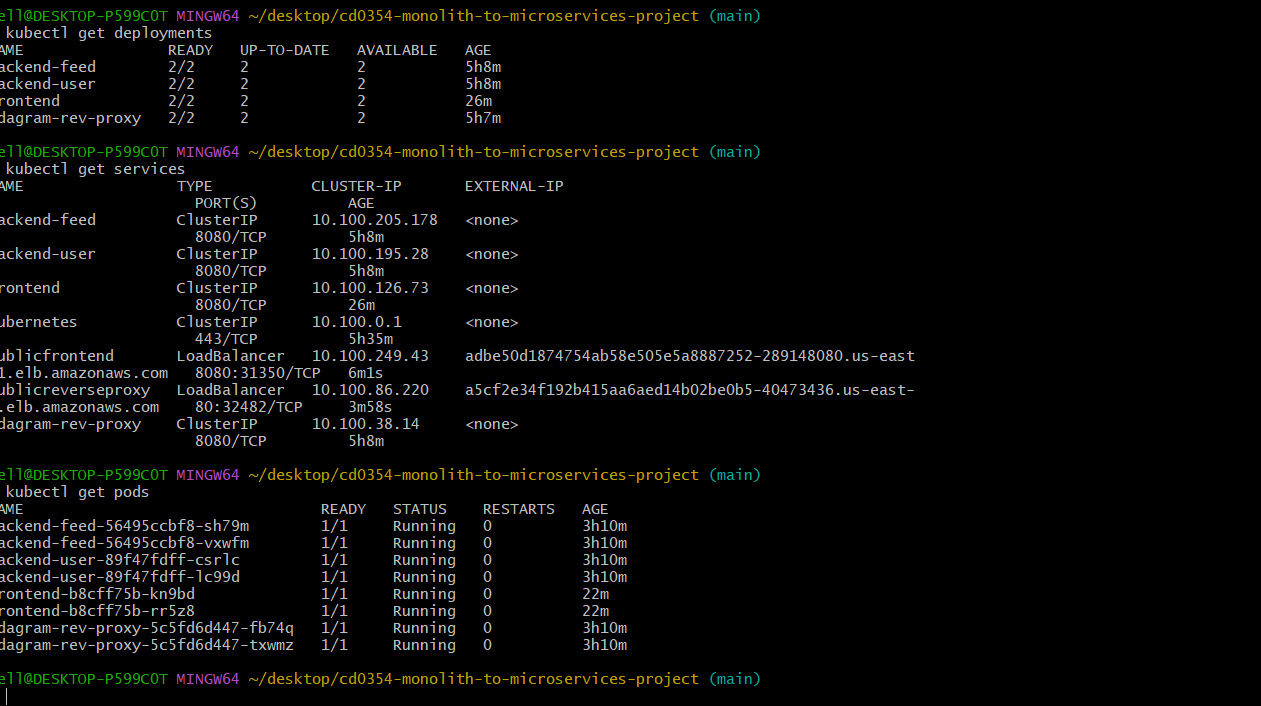 ell@DESKTOP-P599C0T MINGW64 ~/desktop/cd0354-monolith-to-microservices-project (main)
kubectl get deployments
AME READY UP-TO-DATE AVAILABLE AGE
ackend-feed 2/2 2 2 5h8m
ackend-user 2/2 2 2 5h8m
rontend 2/2 2 2 26m
dagram-rev-proxy 2/2 2 2 5h7m
ell@DESKTOP-P599C0T MINGW64 ~/desktop/cd0354-monolith-to-microservices-project (main)
kubectl get services
AME TYPE CLUSTER-IP EXTERNAL-IP
PORT(S) AGE
ackend-feed ClusterIP 10.100.205.178 <none>
8080/TCP 5h8m
ackend-user ClusterIP 10.100.195.28 <none>
8080/TCP 5h8m
rontend ClusterIP 10.100.126.73 <none>
8080/TCP 26m
ubernetes ClusterIP 10.100.0.1 <none>
443/TCP 5h35m
ublicfrontend LoadBalancer 10.100.249.43 adbe50d1874754ab58e505e5a8887252-289148080.us-east
1.elb.amazonaws.com 8080:31350/TCP 6m1s
ublicreverseproxy LoadBalancer 10.100.86.220 a5cf2e34f192b415aa6aed14b02be0b5-40473436.us-east-
.elb.amazonaws.com 80:32482/TCP 3m58s
dagram-rev-proxy ClusterIP 10.100.38.14 <none>
8080/TCP 5h8m
ell@DESKTOP-P599C0T MINGW64 ~/desktop/cd0354-monolith-to-microservices-project (main)
kubectl get pods
AME READY STATUS RESTARTS AGE
ackend-feed-56495ccbf8-sh79m 1/1 Running 0 3h10m
ackend-feed-56495ccbf8-vxwfm 1/1 Running 0 3h10m
ackend-user-89f47fdff-csrlc 1/1 Running 0 3h10m
ackend-user-89f47fdff-lc99d 1/1 Running 0 3h10m
rontend-b8cff75b-kn9bd 1/1 Running 0 22m
rontend-b8cff75b-rr5z8 1/1 Running 0 22m
dagram-rev-proxy-5c5fd6d447-fb74q 1/1 Running 0 3h10m
dagram-rev-proxy-5c5fd6d447-txwmz 1/1 Running 0 3h10m
ell@DESKTOP-P599C0T MINGW64 ~/desktop/cd0354-monolith-to-microservices-project (main)